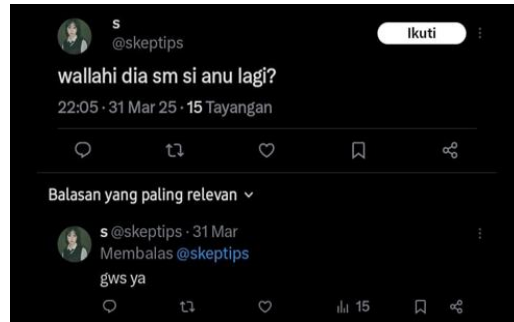 s
@skeptips
Ikuti
wallahi dia sm si anu lagi?
22:05 · 31 Mar 25 · 15 Tayangan
Balasan yang paling relevan
s @skeptips · 31 Mar
Membalas @skeptips
gws ya
15